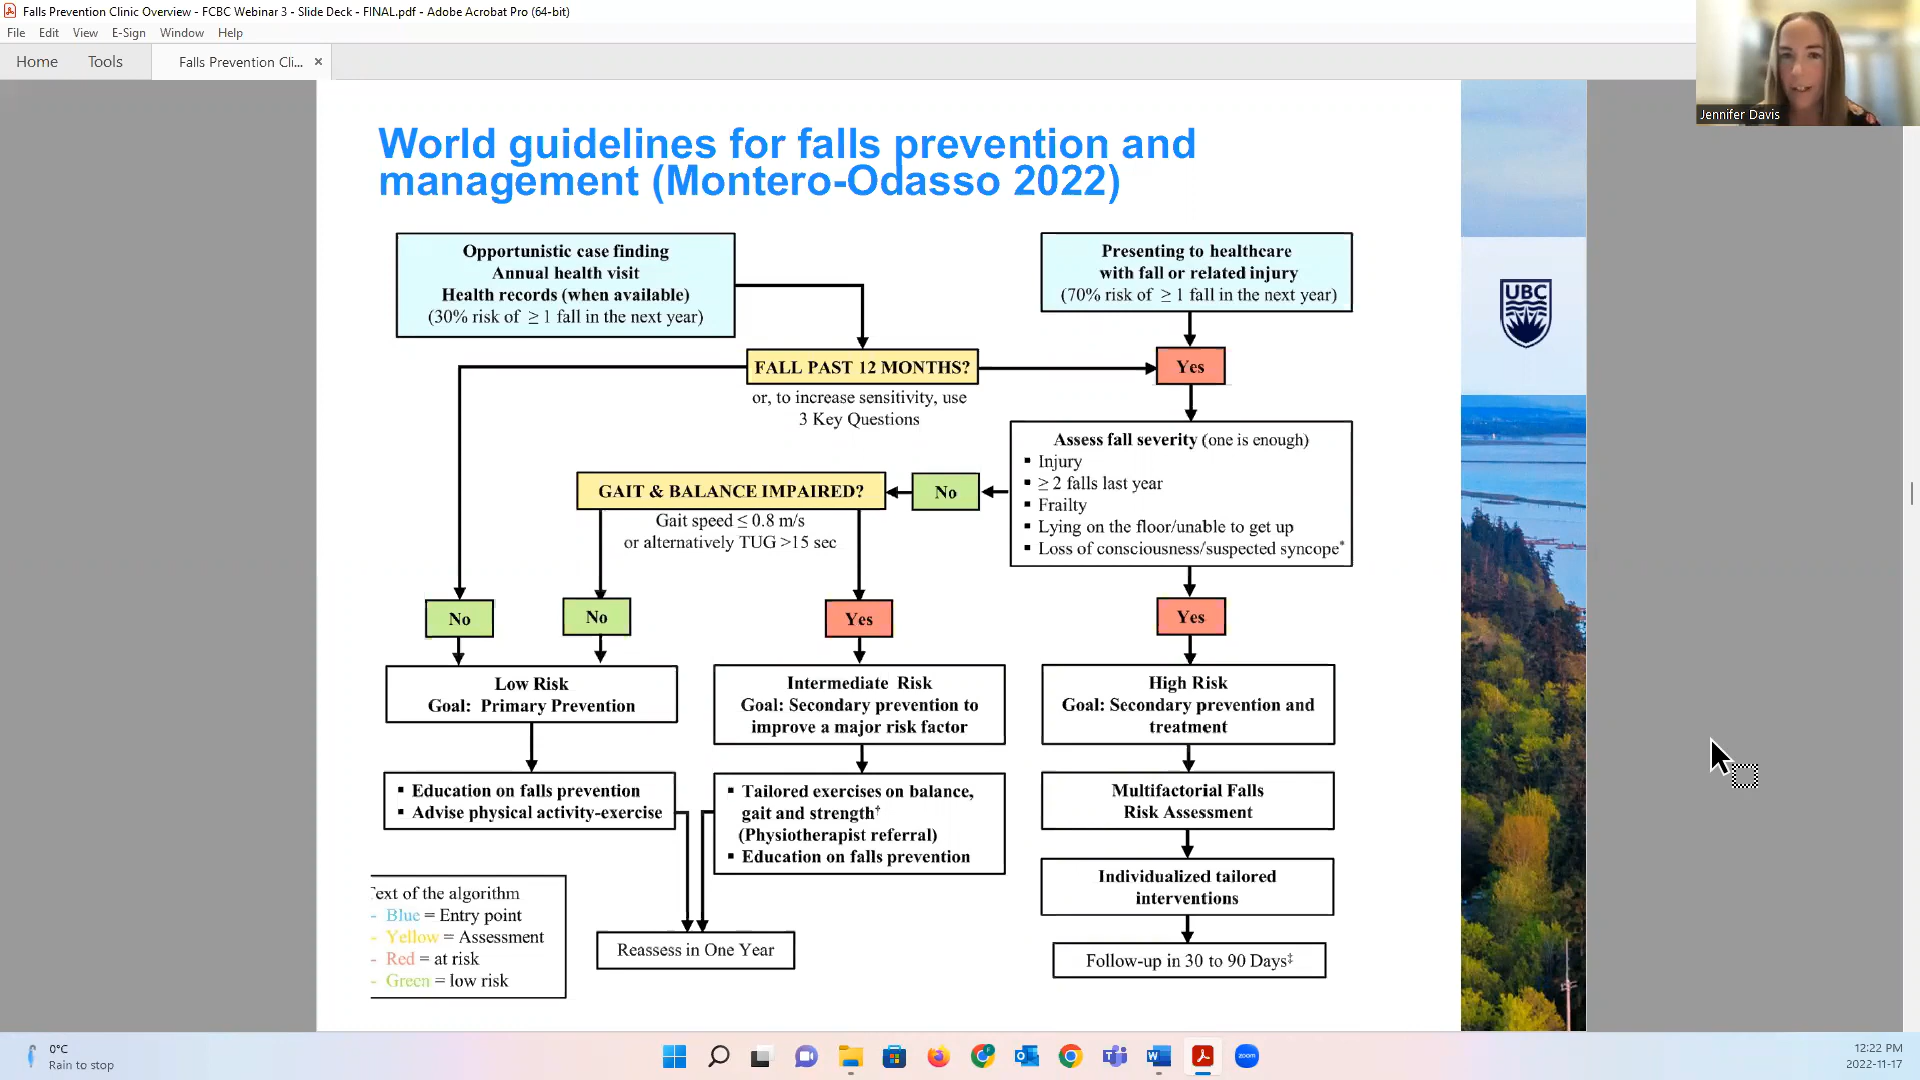 Falls Prevention Clinic Overview - FCBC Webinar 3 - Slide Deck - FINAL.pdf - Adobe Acrobat Pro (64-bit)
File Edit View E-Sign Window Help
Home Tools Falls Prevention Cli... ×
Jennifer Davis
World guidelines for falls prevention and
management (Montero-Odasso 2022)
Opportunistic case finding
Annual health visit
Health records (when available)
(30% risk of ≥ 1 fall in the next year)
Presenting to healthcare
with fall or related injury
(70% risk of ≥ 1 fall in the next year)
UBC
FALL PAST 12 MONTHS?
Yes
or, to increase sensitivity, use
3 Key Questions
Assess fall severity (one is enough)
▪ Injury
▪ ≥ 2 falls last year
▪ Frailty
▪ Lying on the floor/unable to get up
▪ Loss of consciousness/suspected syncope*
GAIT & BALANCE IMPAIRED?
No
Gait speed ≤ 0.8 m/s
or alternatively TUG >15 sec
No
No
Yes
Yes
Low Risk
Goal: Primary Prevention
Intermediate Risk
Goal: Secondary prevention to
improve a major risk factor
High Risk
Goal: Secondary prevention and
treatment
▪ Education on falls prevention
▪ Advise physical activity-exercise
▪ Tailored exercises on balance,
gait and strength†
(Physiotherapist referral)
▪ Education on falls prevention
Multifactorial Falls
Risk Assessment
Individualized tailored
interventions
Text of the algorithm
- Blue = Entry point
- Yellow = Assessment
- Red = at risk
- Green = low risk
Reassess in One Year
Follow-up in 30 to 90 Days‡
0°C
Rain to stop
zoom
12:22 PM
2022-11-17